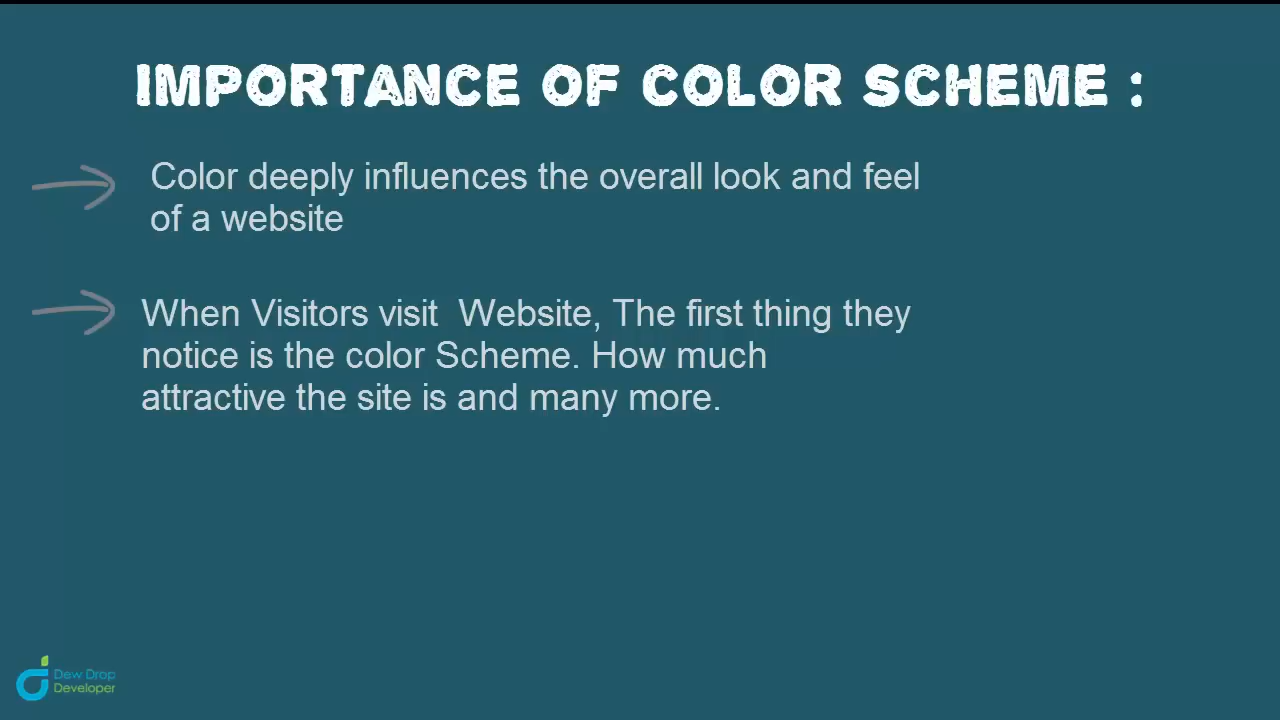 IMPORTANCE OF COLOR SCHEME :
Color deeply influences the overall look and feel
of a website
When Visitors visit  Website, The first thing they
notice is the color Scheme. How much
attractive the site is and many more.
Dew Drop
Developer